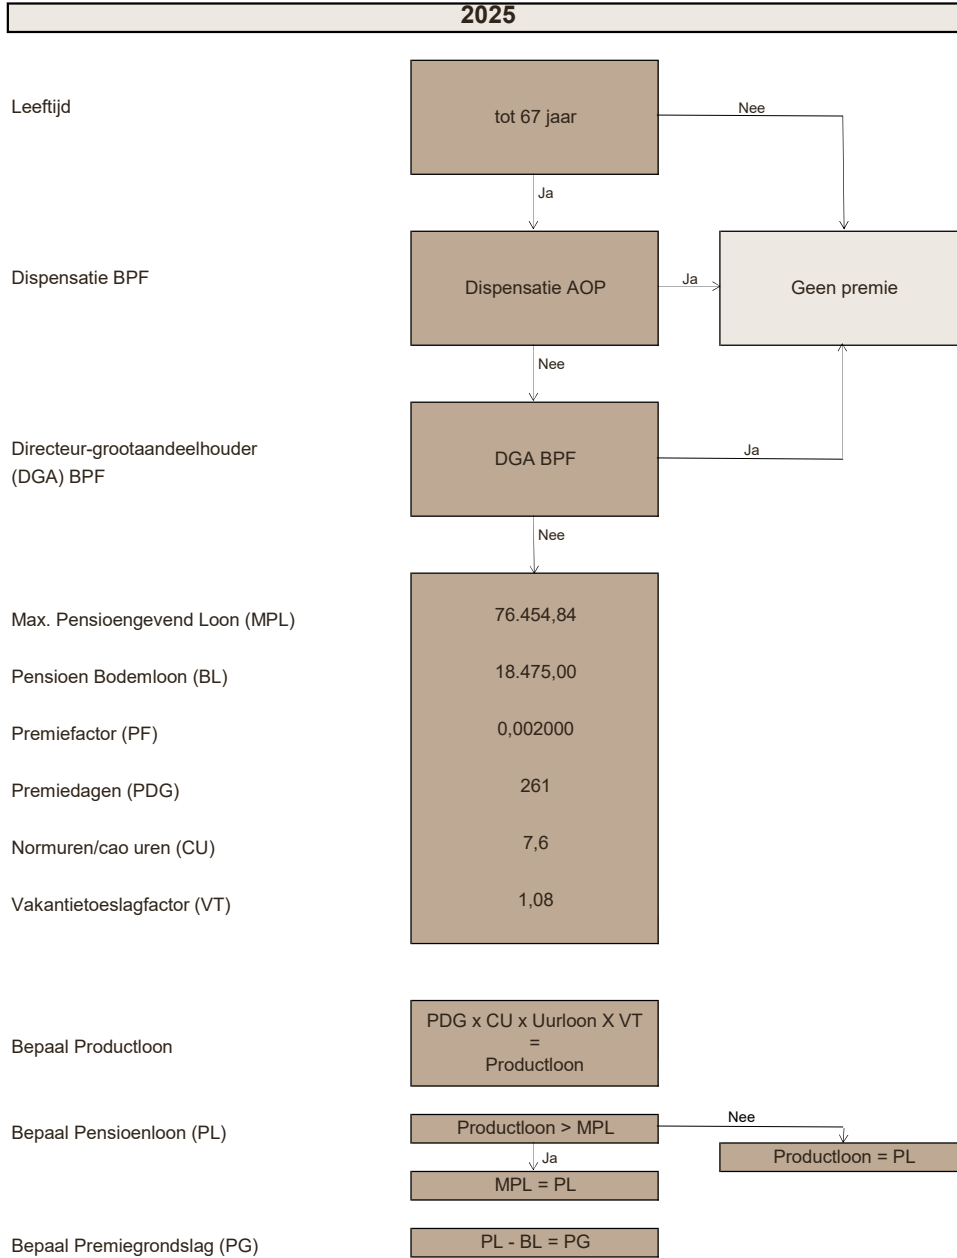 2025
Leeftijd
tot 67 jaar
Nee
Ja
Dispensatie BPF
Dispensatie AOP
Ja
Geen premie
Nee
Directeur-grootaandeelhouder
(DGA) BPF
DGA BPF
Ja
Nee
Max. Pensioengevend Loon (MPL)
76.454,84
Pensioen Bodemloon (BL)
18.475,00
Premiefactor (PF)
0,002000
Premiedagen (PDG)
261
Normuren/cao uren (CU)
7,6
Vakantietoeslagfactor (VT)
1,08
Bepaal Productloon
PDG x CU x Uurloon X VT
=
Productloon
Bepaal Pensioenloon (PL)
Productloon > MPL
Nee
Ja
Productloon = PL
MPL = PL
Bepaal Premiegrondslag (PG)
PL - BL = PG